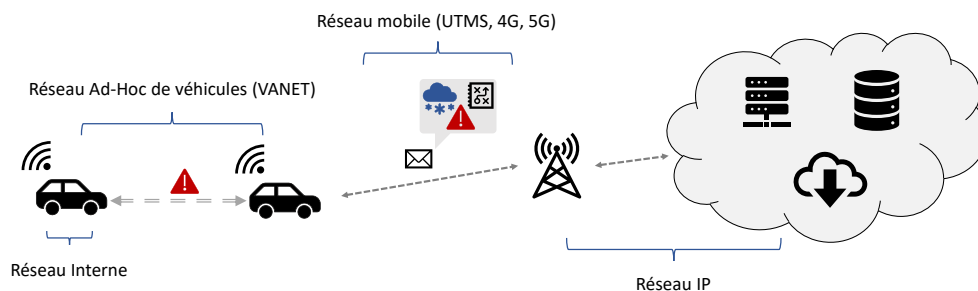 Réseau mobile (UTMS, 4G, 5G)
Réseau Ad-Hoc de véhicules (VANET)
Réseau Interne
Réseau IP